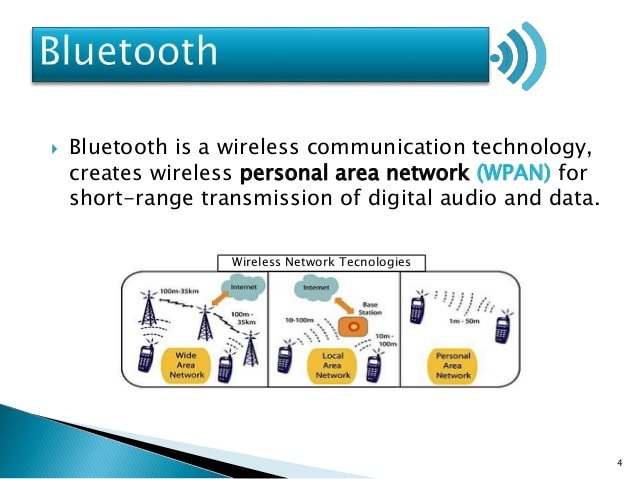 Bluetooth
Bluetooth is a wireless communication technology,
creates wireless personal area network (WPAN) for
short-range transmission of digital audio and data.
Wireless Network Tecnologies
100m-35km
Internet
100m-
35km
Wide
Area
Network
Internet
Base
Station
10-100m
10m-
100m
Local
Area
Network
1m - 50m
Personal
Area
Network
4